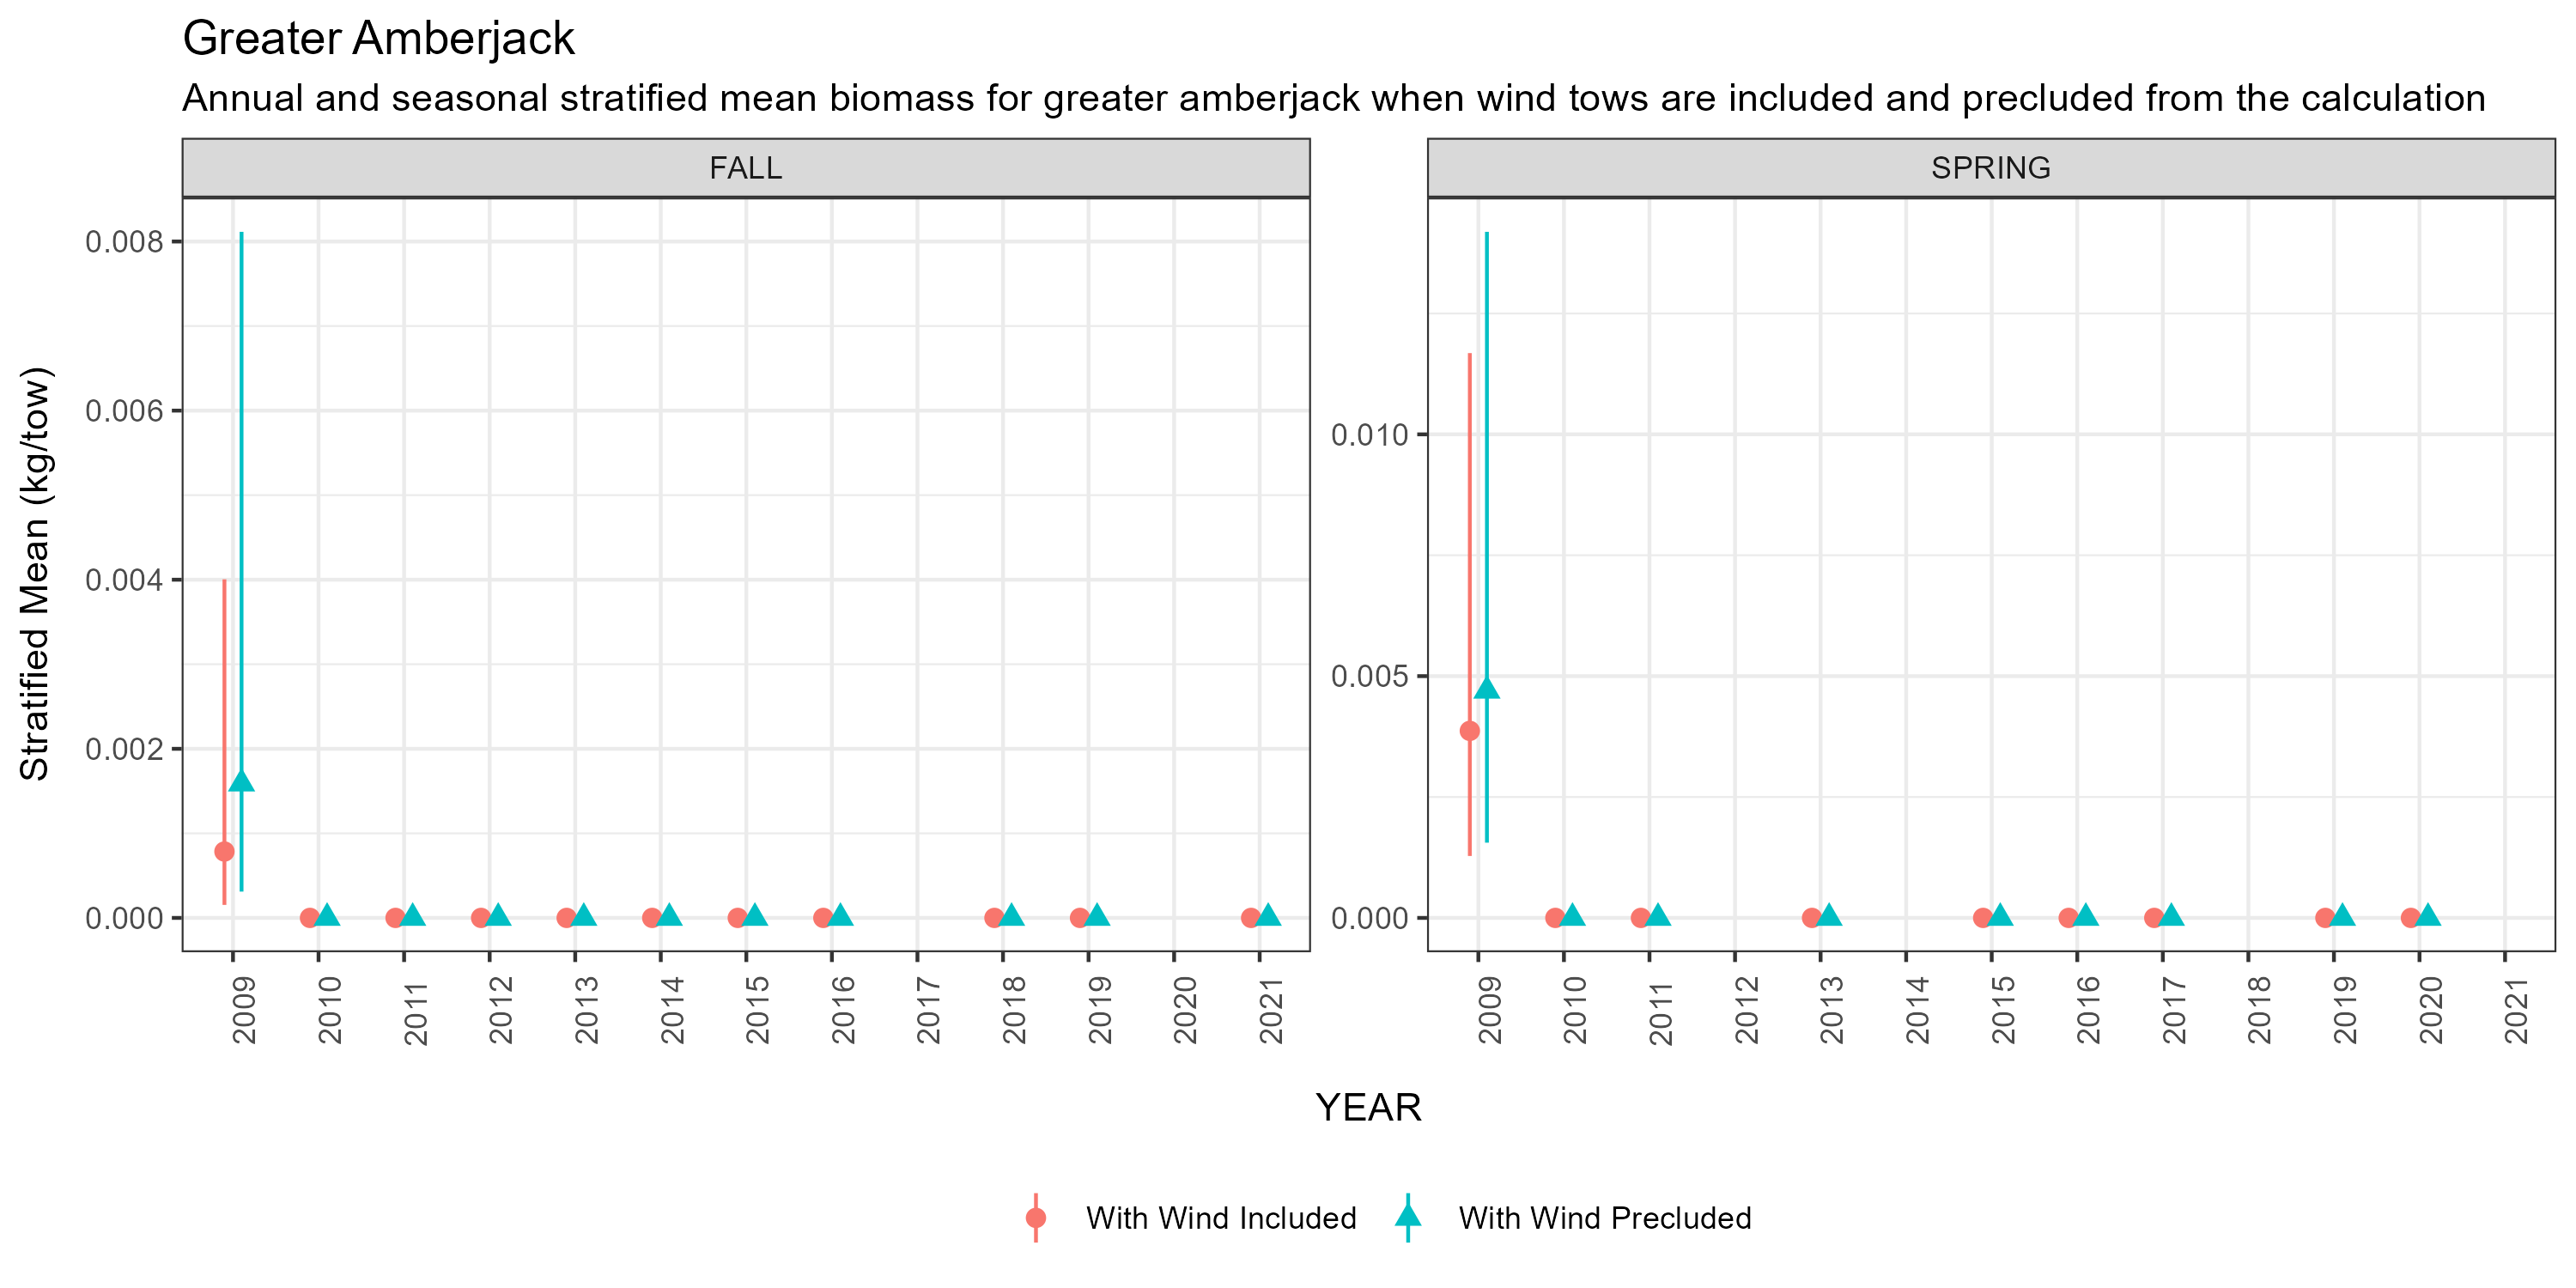 Greater Amberjack
Annual and seasonal stratified mean biomass for greater amberjack when wind tows are included and precluded from the calculation
FALL
SPRING
Stratified Mean (kg/tow)
0.008
0.006
0.004
0.002
0.000
0.010
0.005
0.000
2009 2010 2011 2012 2013 2014 2015 2016 2017 2018 2019 2020 2021
2009 2010 2011 2012 2013 2014 2015 2016 2017 2018 2019 2020 2021
YEAR
With Wind Included With Wind Precluded